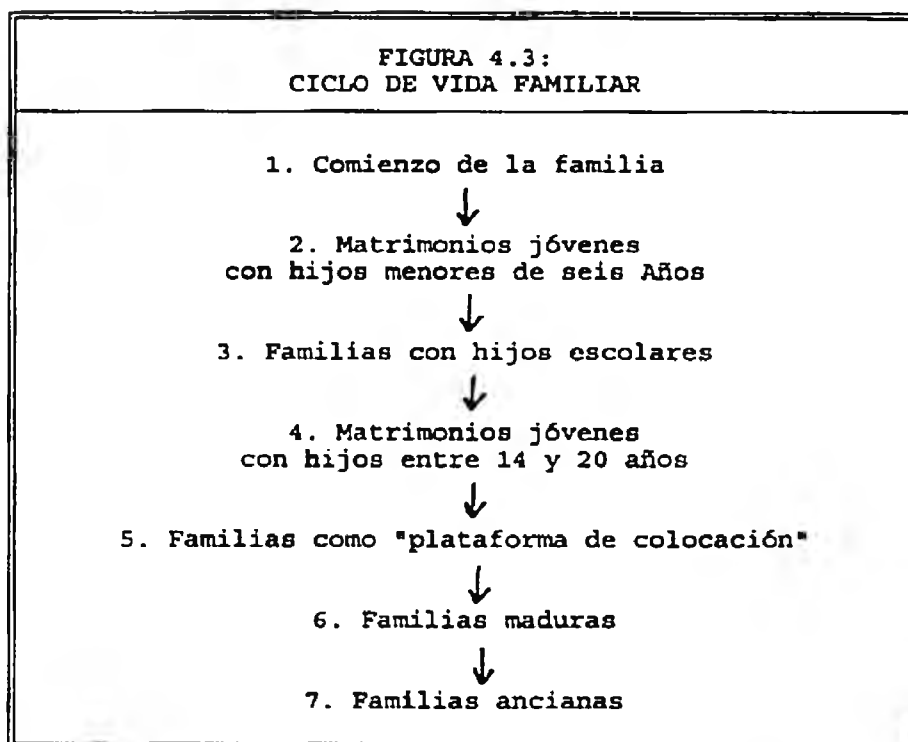 FIGURA 4.3:
CICLO DE VIDA FAMILIAR
1. Comienzo de la familia
2. Matrimonios jóvenes
con hijos menores de seis Años
3. Familias con hijos escolares
4. Matrimonios jóvenes
con hijos entre 14 y 20 años
5. Familias como "plataforma de colocación"
6. Familias maduras
7. Familias ancianas